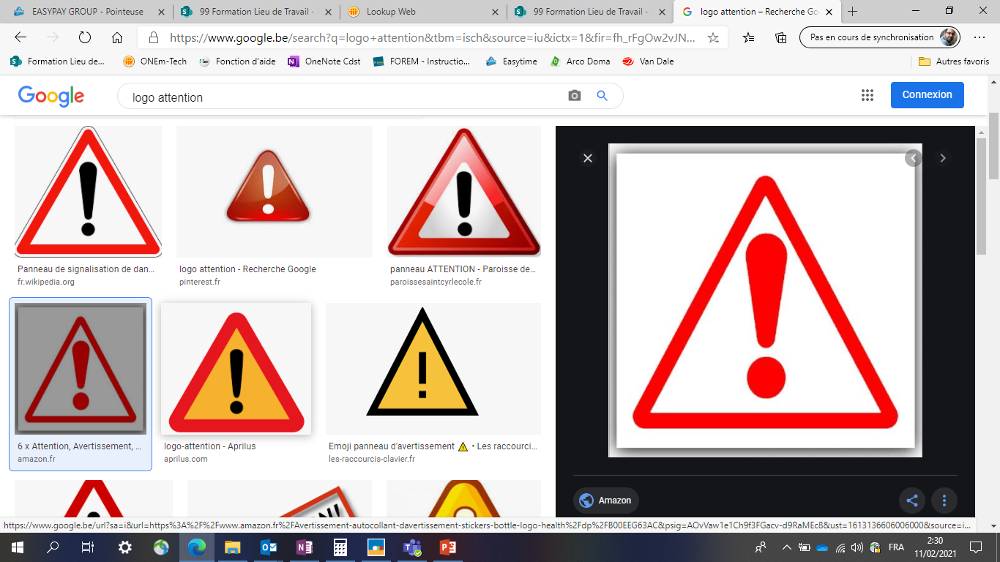 EASYPAY GROUP - Pointeuse
99 Formation Lieu de Travail -
Lookup Web
99 Formation Lieu de Travail -
logo attention – Recherche Go
https://www.google.be/search?q=logo+attention&tbm=isch&source=iu&ictx=1&fir=fh_rFgOw2vJN...
Pas en cours de synchronisation
Formation Lieu de...
ONEm-Tech
Fonction d'aide
OneNote Cdst
FOREM - Instructio...
Easytime
Arco Doma
Van Dale
Autres favoris
Google
logo attention
Connexion
Panneau de signalisation de dan...
fr.wikipedia.org
logo attention - Recherche Google
pinterest.fr
panneau ATTENTION - Paroisse de...
paroissesaintcyrlecole.fr
6 x Attention, Avertissement, ...
amazon.fr
logo-attention - Aprilus
aprilus.com
Emoji panneau d'avertissement ⚠ • Les raccourci...
les-raccourcis-clavier.fr
Amazon
https://www.google.be/url?sa=i&url=https%3A%2F%2Fwww.amazon.fr%2FAvertissement-autocollant-davertissement-stickers-bottle-logo-health%2Fdp%2FB00EEG63AC&psig=AOvVaw1e1Ch9f3FGacv-d9RaMEc8&ust=1613136606006000&source=i...
FRA
2:30
11/02/2021